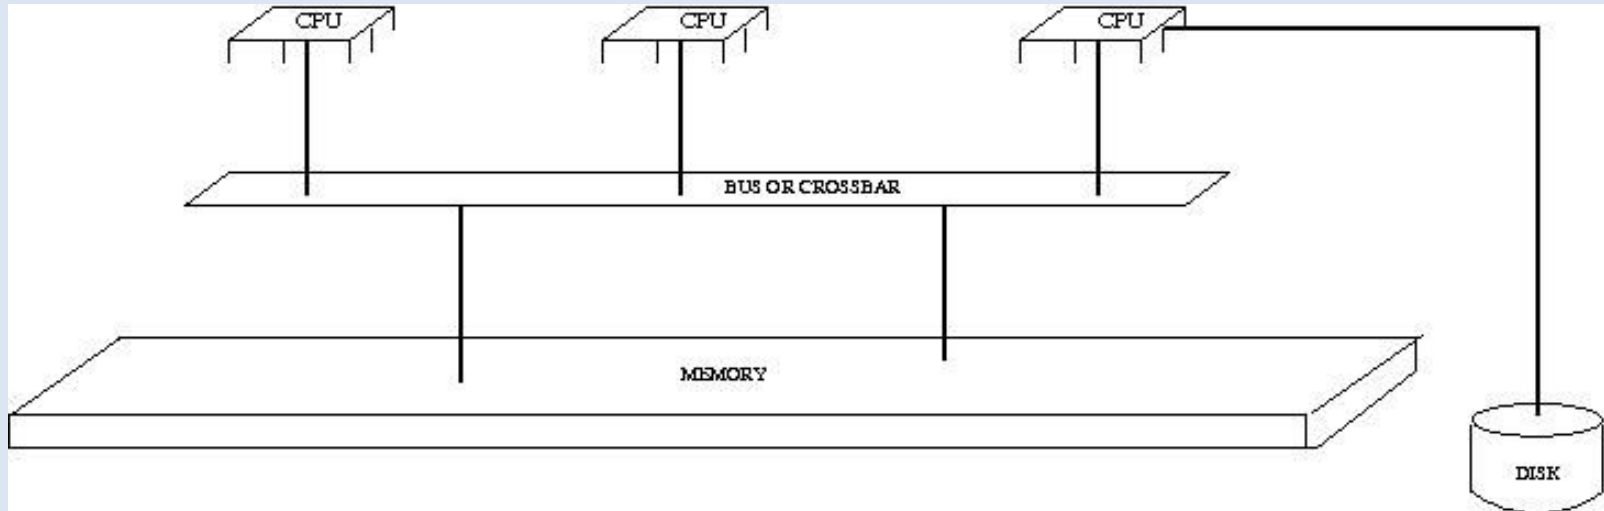 CPU
CPU
CPU
BUS OR CROSSBAR
MEMORY
DISK